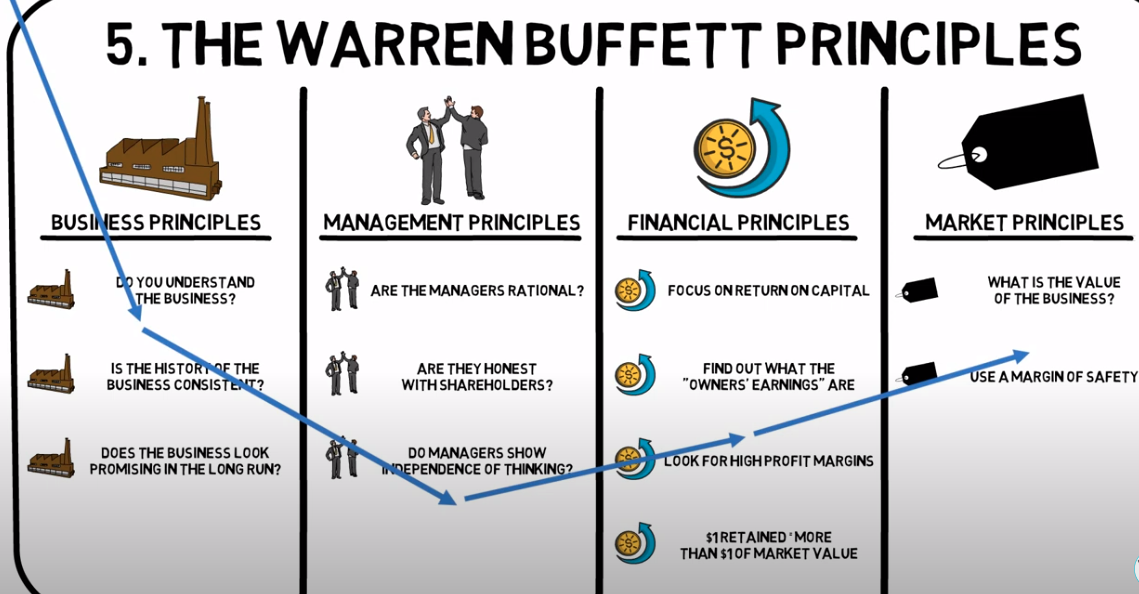 5. THE WARREN BUFFETT PRINCIPLES
BUSINESS PRINCIPLES
DO YOU UNDERSTAND
THE BUSINESS?
IS THE HISTORY OF THE
BUSINESS CONSISTENT?
DOES THE BUSINESS LOOK
PROMISING IN THE LONG RUN?
MANAGEMENT PRINCIPLES
ARE THE MANAGERS RATIONAL?
ARE THEY HONEST
WITH SHAREHOLDERS?
DO MANAGERS SHOW
INDEPENDENCE OF THINKING?
FINANCIAL PRINCIPLES
FOCUS ON RETURN ON CAPITAL
FIND OUT WHAT THE
"OWNERS' EARNINGS" ARE
LOOK FOR HIGH PROFIT MARGINS
$1 RETAINED = MORE
THAN $1 OF MARKET VALUE
MARKET PRINCIPLES
WHAT IS THE VALUE
OF THE BUSINESS?
USE A MARGIN OF SAFETY